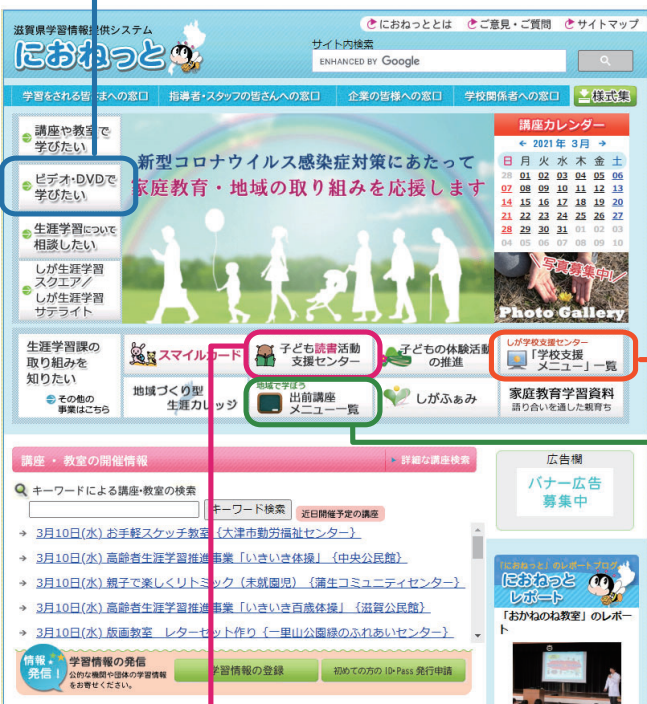 滋賀県学習情報提供システム
におねっと
におねっととは ご意見・ご質問 サイトマップ
サイト内検索
ENHANCED BY Google
学習をされる皆さまへの窓口 指導者・スタッフの皆さんへの窓口 企業の皆様への窓口 学校関係者への窓口 様式集
講座や教室で
学びたい
ビデオ・DVDで
学びたい
生涯学習について
相談したい
しが生涯学習
スクエア/
しが生涯学習
サテライト
新型コロナウイルス感染症対策にあたって
家庭教育・地域の取り組みを応援します
講座カレンダー
← 2021年 3月 →
日 月 火 水 木 金 土
28 01 02 03 04 05 06
07 08 09 10 11 12 13
14 15 16 17 18 19 20
21 22 23 24 25 26 27
28 29 30 31 01 02 03
04 05 06 07 08 09 10
写真募集中!
Photo Gallery
生涯学習課の
取り組みを
知りたい
その他の
事業はこちら
スマイルカード
子ども読書活動
支援センター
子どもの体験活動
の推進
しが学校支援センター
「学校支援
メニュー」一覧
地域づくり型
生涯カレッジ
地域で学ぼう
出前講座
メニュー一覧
しがふぁみ
家庭教育学習資料
語り合いを通した親育ち
講座・教室の開催情報
詳細な講座検索
キーワードによる講座・教室の検索
キーワード検索 近日開催予定の講座
3月10日(水) お手軽スケッチ教室 {大津市勤労福祉センター}
3月10日(水) 高齢者生涯学習推進事業「いきいき体操」 {中央公民館}
3月10日(水) 親子で楽しくリトミック(未就園児) {蒲生コミュニティセンター}
3月10日(水) 高齢者生涯学習推進事業「いきいき百歳体操」 {滋賀公民館}
3月10日(水) 版画教室 レターセット作り {一里山公園緑のふれあいセンター}
情報
発信!
学習情報の発信
公的な機関や団体の学習情報
をお寄せください。
学習情報の登録
初めての方の ID・Pass 発行申請
広告欄
バナー広告
募集中
「におねっと」のレポートブログ
におねっと
レポート
「おかねのね教室」のレポー
ト